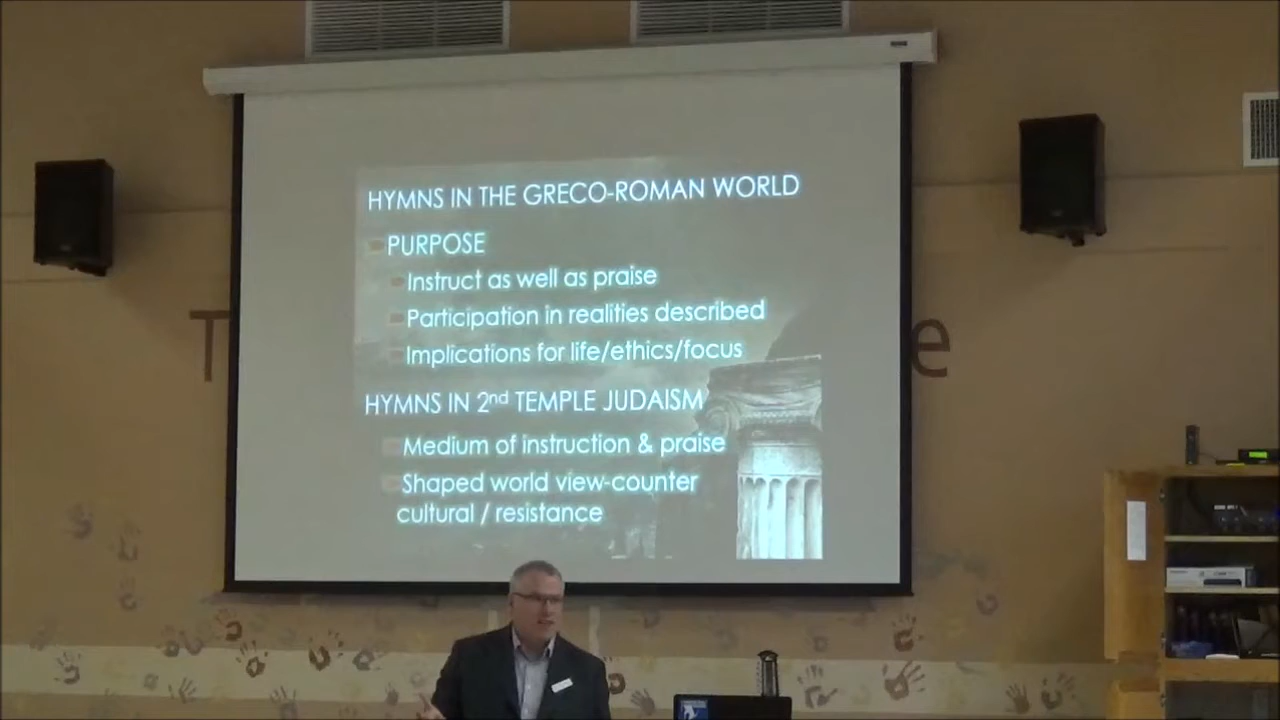 HYMNS IN THE GRECO-ROMAN WORLD
PURPOSE
Instruct as well as praise
Participation in realities described
Implications for life/ethics/focus
HYMNS IN 2nd TEMPLE JUDAISM
Medium of instruction & praise
Shaped world view-counter
cultural / resistance
T
e